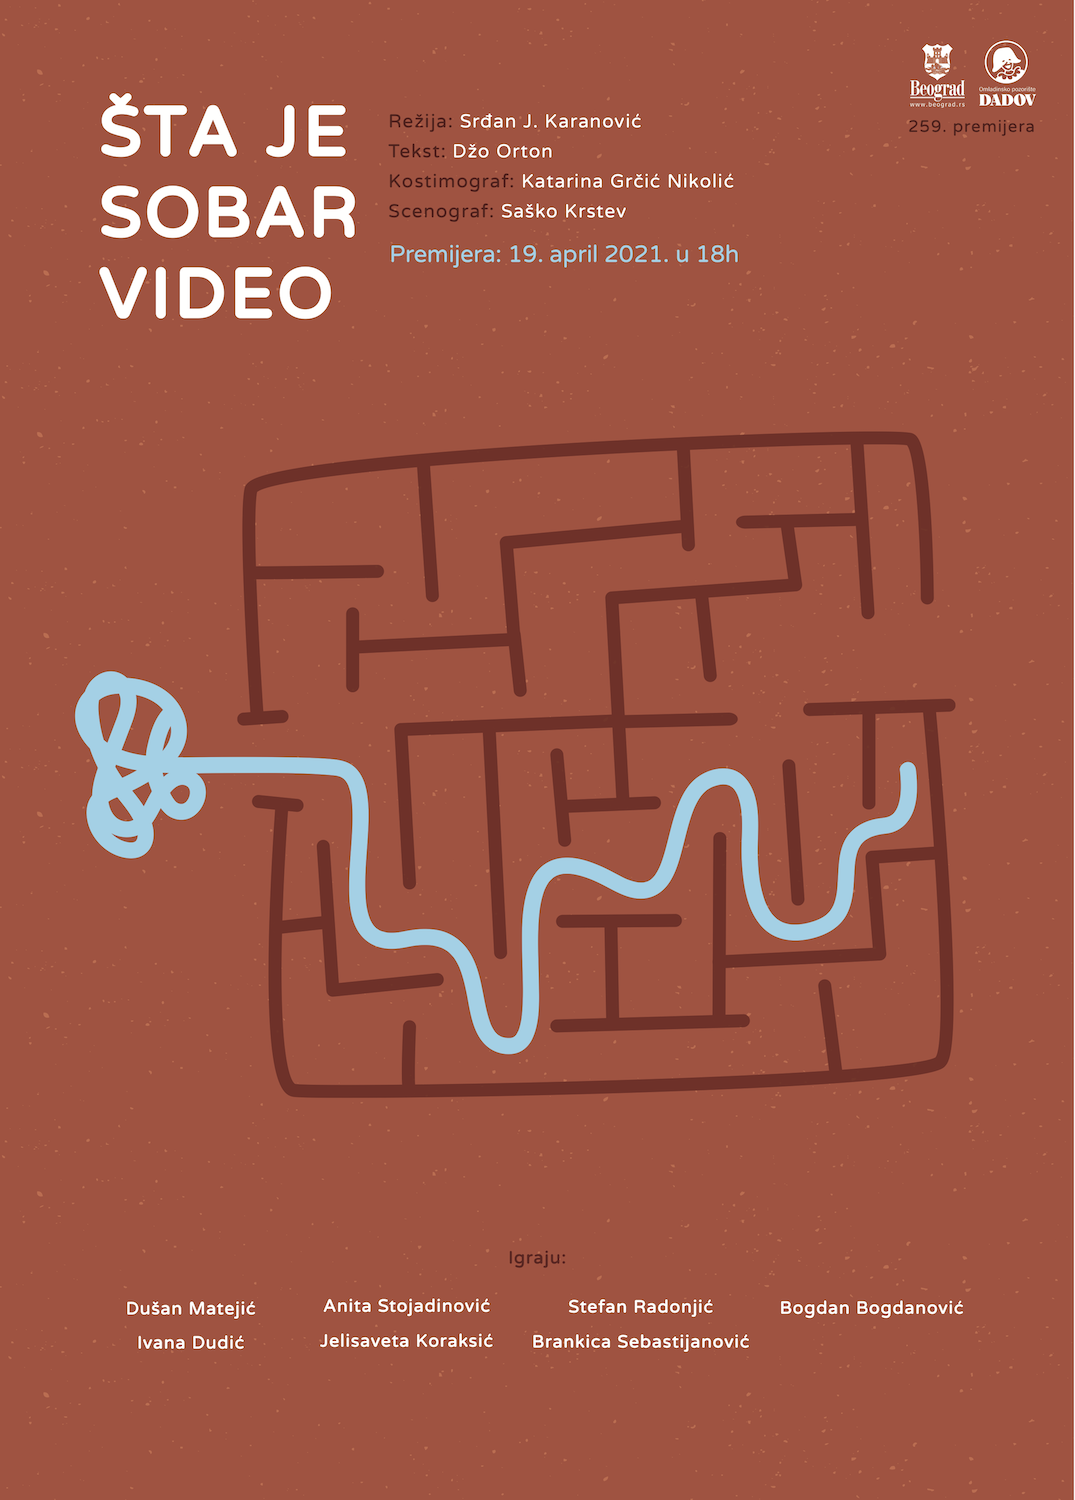 ŠTA JE
SOBAR
VIDEO
Režija: Srđan J. Karanović
Tekst: Džo Orton
Kostimograf: Katarina Grčić Nikolić
Scenograf: Saško Krstev
Premijera: 19. april 2021. u 18h
Beograd
www.beograd.rs
Omladinsko pozorište
DADOV
259. premijera
Igraju:
Dušan Matejić
Anita Stojadinović
Stefan Radonjić
Bogdan Bogdanović
Ivana Dudić
Jelisaveta Koraksić
Brankica Sebastijanović